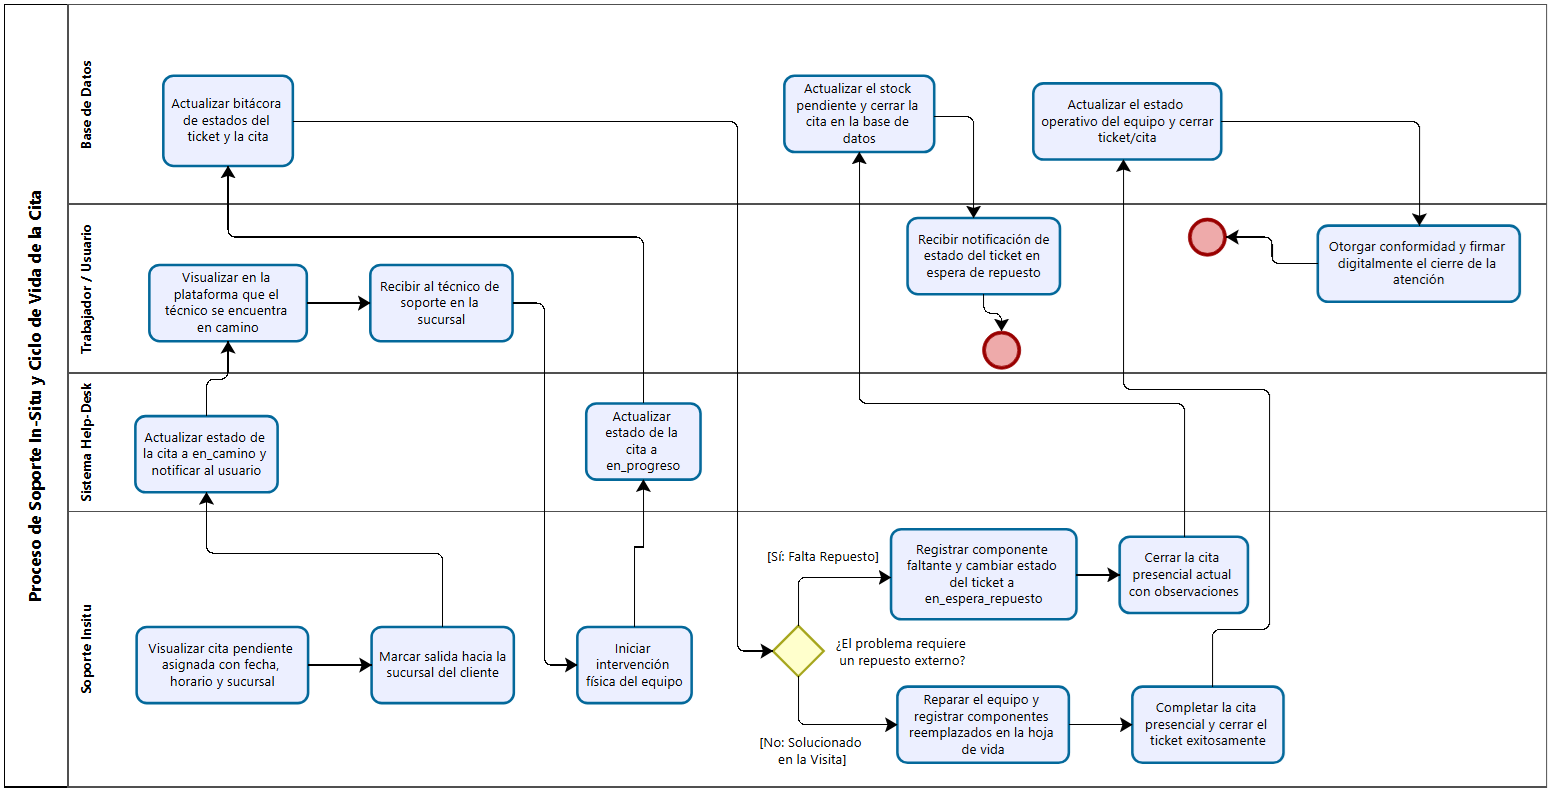 Proceso de Soporte In-Situ y Ciclo de Vida de la Cita
Base de Datos
Actualizar bitácora
de estados del
ticket y la cita
Actualizar el stock
pendiente y cerrar la
cita en la base de
datos
Actualizar el estado
operativo del equipo y cerrar
ticket/cita
Trabajador / Usuario
Visualizar en la
plataforma que el
técnico se encuentra
en camino
Recibir al técnico de
soporte en la
sucursal
Recibir notificación de
estado del ticket en
espera de repuesto
Otorgar conformidad y firmar
digitalmente el cierre de la
atención
Sistema Help-Desk
Actualizar estado de
la cita a en_camino y
notificar al usuario
Actualizar
estado de la
cita a
en_progreso
Soporte Insitu
Visualizar cita pendiente
asignada con fecha,
horario y sucursal
Marcar salida hacia la
sucursal del cliente
Iniciar
intervención
física del equipo
¿El problema requiere
un repuesto externo?
[Sí: Falta Repuesto]
Registrar componente
faltante y cambiar estado
del ticket a
en_espera_repuesto
Cerrar la cita
presencial actual
con observaciones
[No: Solucionado
en la Visita]
Reparar el equipo y
registrar componentes
reemplazados en la hoja
de vida
Completar la cita
presencial y cerrar el
ticket exitosamente